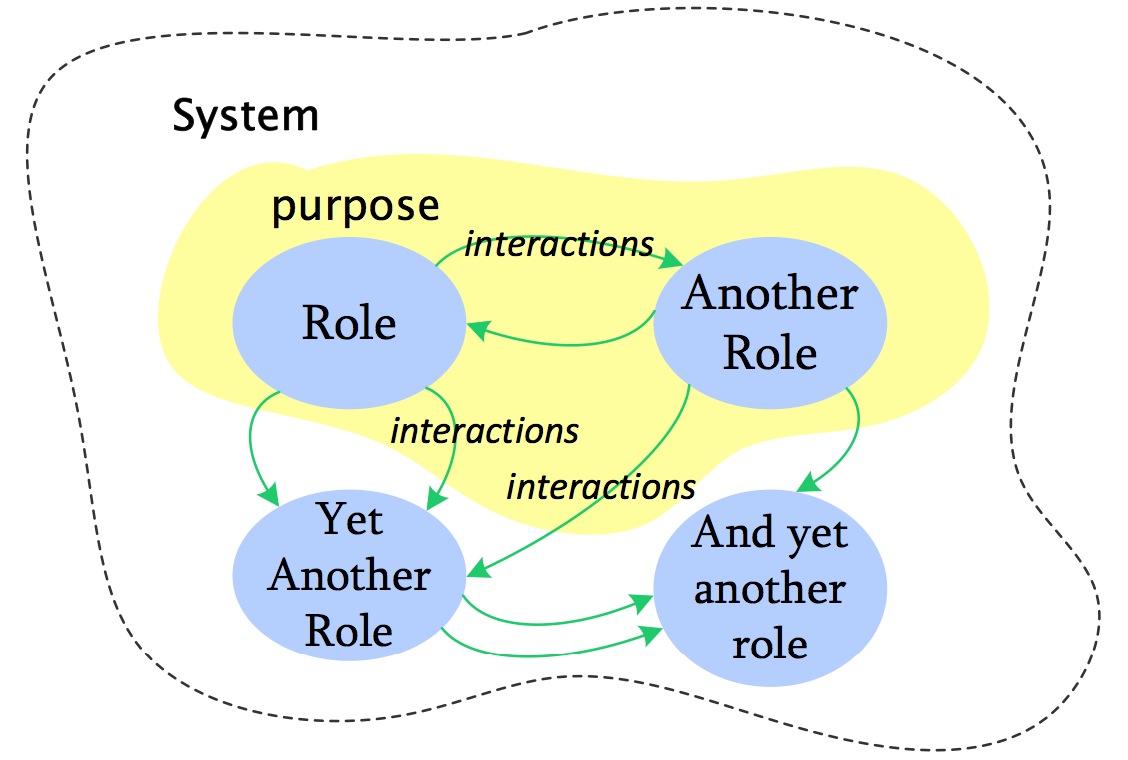 System
purpose
interactions
Role
Another
Role
interactions
interactions
Yet
Another
Role
And yet
another
role